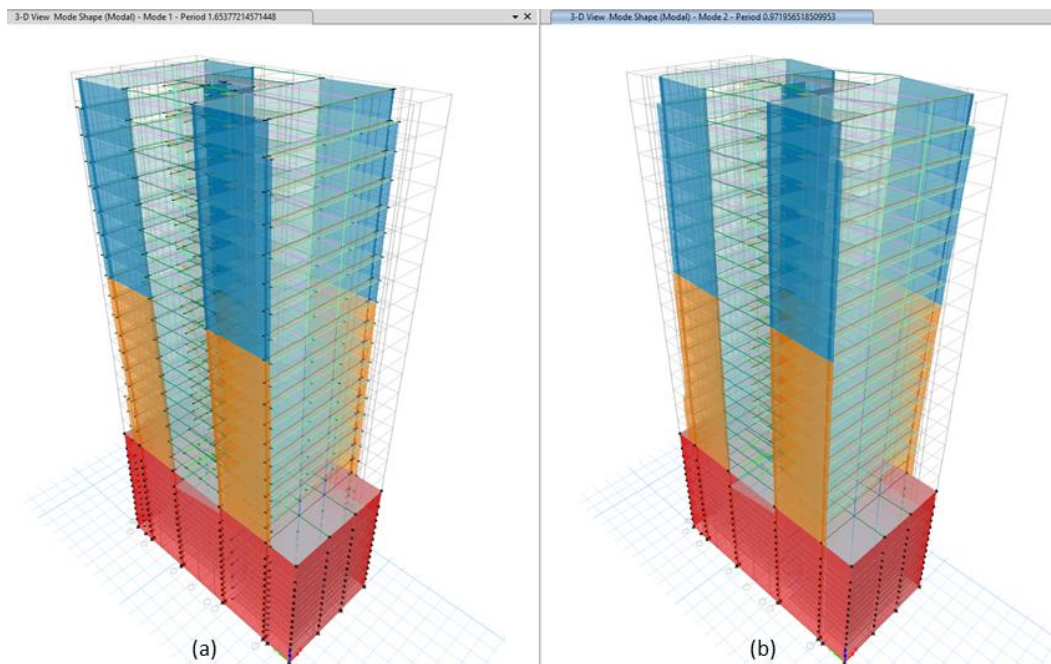 3-D View Mode Shape (Modal) - Mode 1 - Period 1.65377214571448
3-D View Mode Shape (Modal) - Mode 2 - Period 0.971956518509953
(a)
(b)